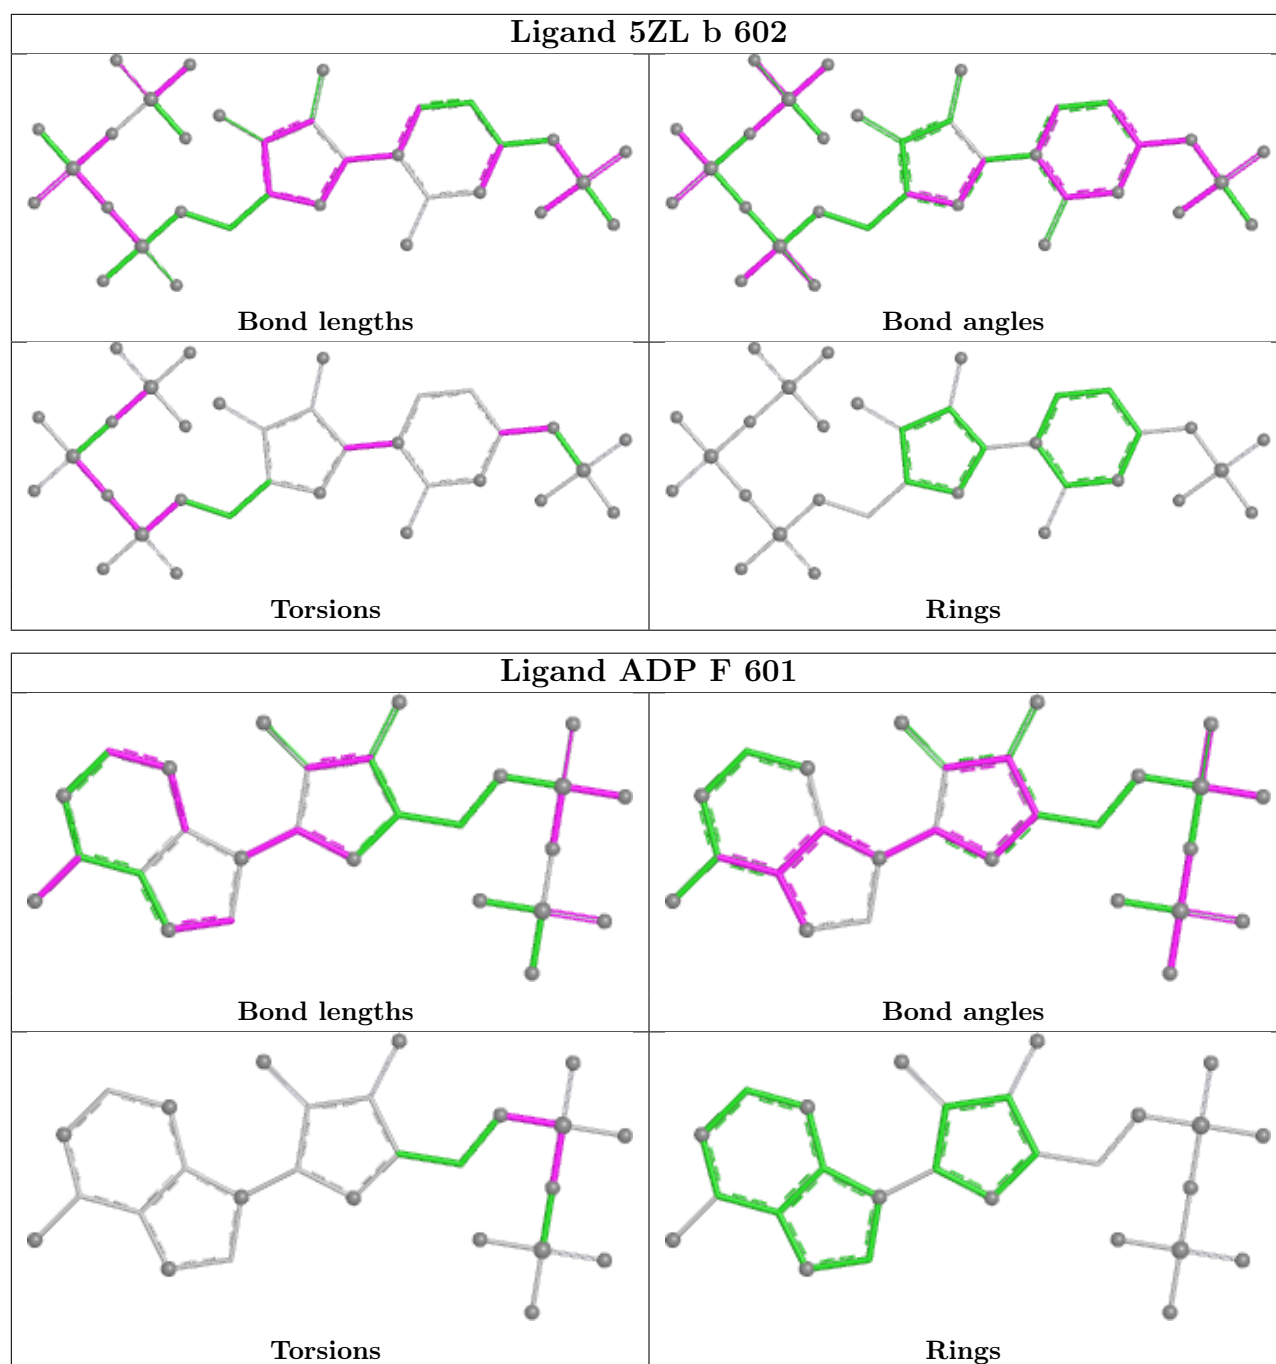 Ligand 5ZL b 602
Bond lengths
Bond angles
Torsions
Rings
Ligand ADP F 601
Bond lengths
Bond angles
Torsions
Rings